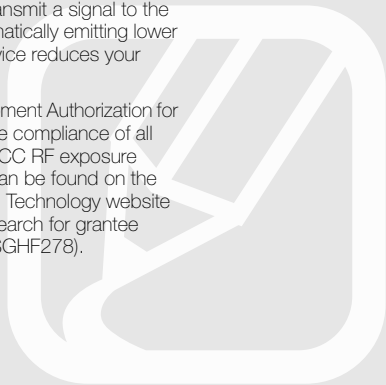 ansmit a signal to the
matically emitting lower
vice reduces your
ment Authorization for
e compliance of all
CC RF exposure
an be found on the
Technology website
earch for grantee
GHF278).